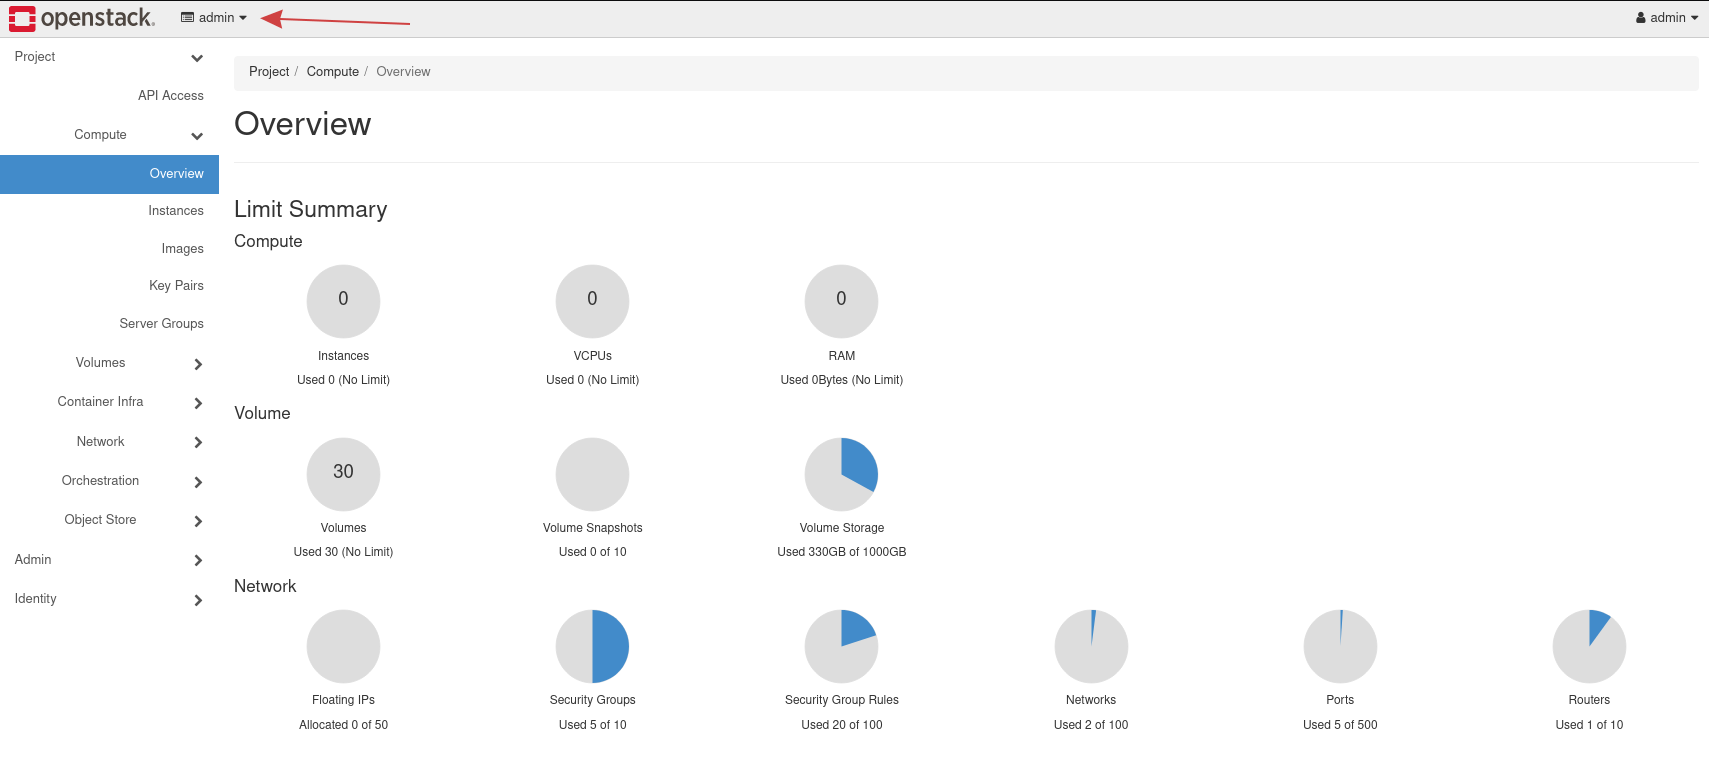 openstack. admin admin
Project
API Access
Compute
Overview
Instances
Images
Key Pairs
Server Groups
Volumes
Container Infra
Network
Orchestration
Object Store
Admin
Identity
Project / Compute / Overview
Overview
Limit Summary
Compute
0 0 0
Instances VCPUs RAM
Used 0 (No Limit) Used 0 (No Limit) Used 0Bytes (No Limit)
Volume
30
Volumes Volume Snapshots Volume Storage
Used 30 (No Limit) Used 0 of 10 Used 330GB of 1000GB
Network
Floating IPs Security Groups Security Group Rules Networks Ports Routers
Allocated 0 of 50 Used 5 of 10 Used 20 of 100 Used 2 of 100 Used 5 of 500 Used 1 of 10